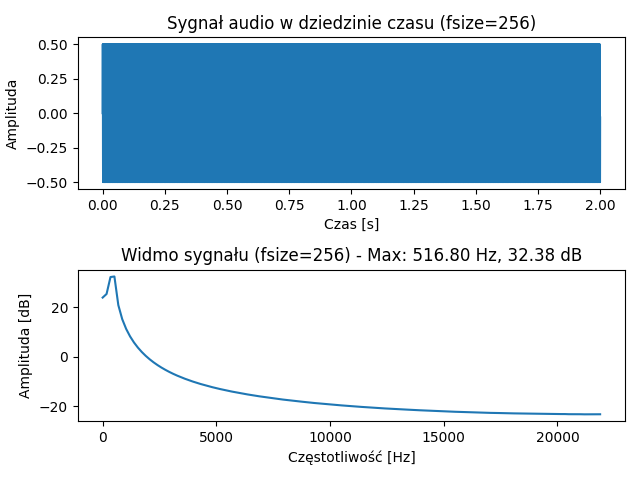 Sygnał audio w dziedzinie czasu (fsize=256)
0.50
0.25
0.00
−0.25
−0.50
Amplituda
0.00 0.25 0.50 0.75 1.00 1.25 1.50 1.75 2.00
Czas [s]
Widmo sygnału (fsize=256) - Max: 516.80 Hz, 32.38 dB
20
0
−20
Amplituda [dB]
0 5000 10000 15000 20000
Częstotliwość [Hz]